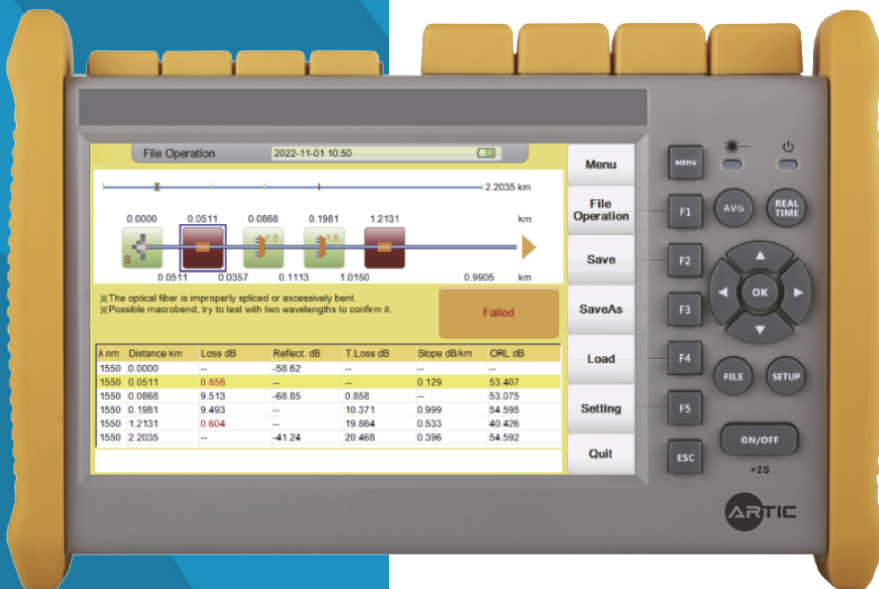 File Operation 2022-11-01 10:50
2.2035 km
0.0000 0.0511 0.0868 0.1981 1.2131 km
S 1:8 1:8
0.0511 0.0357 0.1113 1.0150 0.9905 km
※The optical fiber is improperly spliced or excessively bent.
※Possible macrobend, try to test with two wavelengths to confirm it.
Failed
λ nm Distance km Loss dB Reflect. dB T.Loss dB Slope dB/km ORL dB
1550 0.0000 -- -58.62 -- -- --
1550 0.0511 0.858 -- -- 0.129 53.407
1550 0.0868 9.513 -68.85 0.858 -- 53.075
1550 0.1981 9.493 -- 10.371 0.999 54.595
1550 1.2131 0.604 -- 19.864 0.533 40.426
1550 2.2035 -- -41.24 20.468 0.396 54.592
Menu
File
Operation
Save
SaveAs
Load
Setting
Quit
MENU
F1
F2
F3
F4
F5
ESC
AVG
REAL
TIME
OK
FILE
SETUP
ON/OFF
>2S
ARTIC